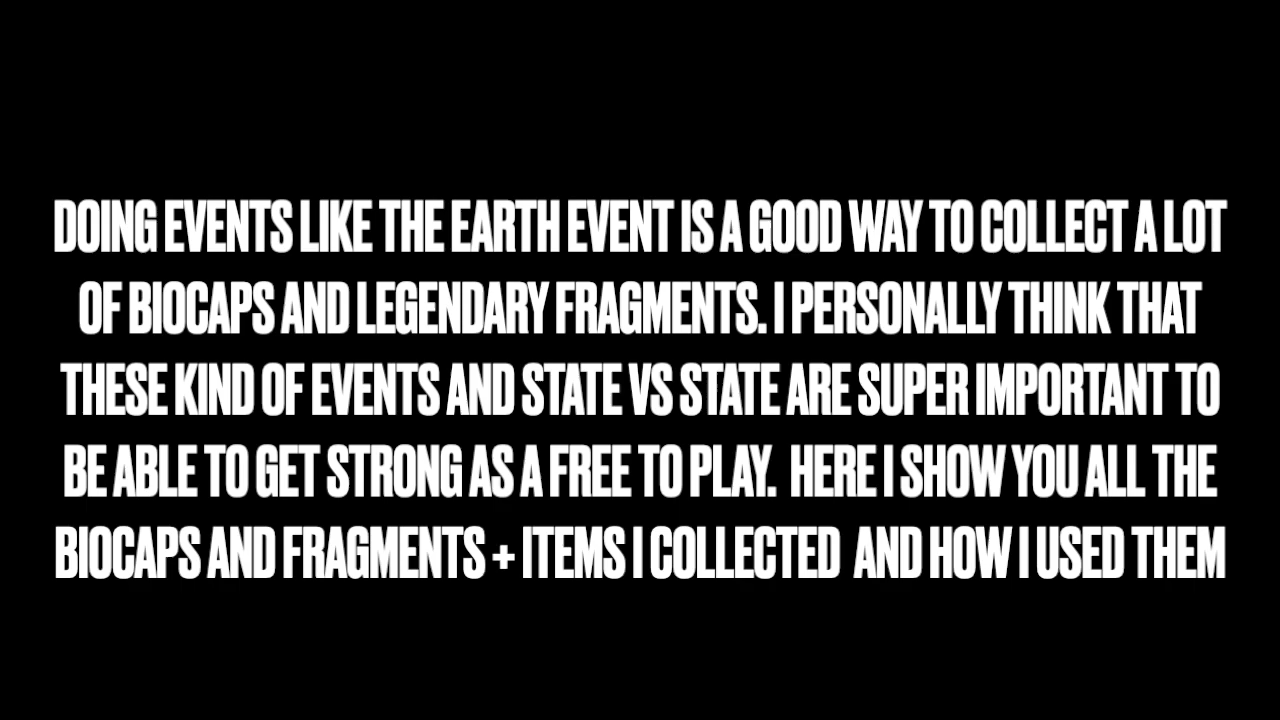 DOING EVENTS LIKE THE EARTH EVENT IS A GOOD WAY TO COLLECT A LOT
OF BIOCAPS AND LEGENDARY FRAGMENTS. I PERSONALLY THINK THAT
THESE KIND OF EVENTS AND STATE VS STATE ARE SUPER IMPORTANT TO
BE ABLE TO GET STRONG AS A FREE TO PLAY.  HERE I SHOW YOU ALL THE
BIOCAPS AND FRAGMENTS + ITEMS I COLLECTED  AND HOW I USED THEM